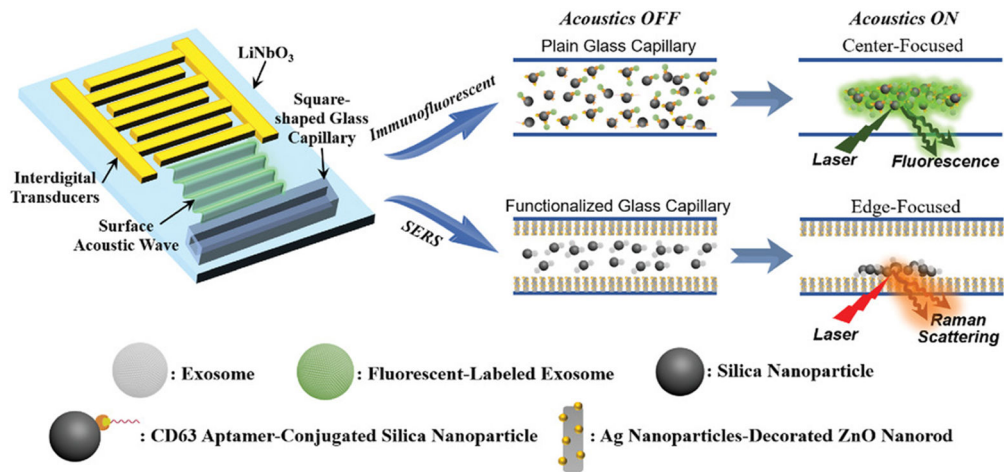 Acoustics OFF
Acoustics ON
LiNbO3
Plain Glass Capillary
Center-Focused
Square-
shaped Glass
Capillary
Immunofluorescent
Laser
Fluorescence
Interdigital
Transducers
Surface
Acoustic Wave
SERS
Functionalized Glass Capillary
Edge-Focused
Laser
Raman
Scattering
: Exosome
: Fluorescent-Labeled Exosome
: Silica Nanoparticle
: CD63 Aptamer-Conjugated Silica Nanoparticle
: Ag Nanoparticles-Decorated ZnO Nanorod